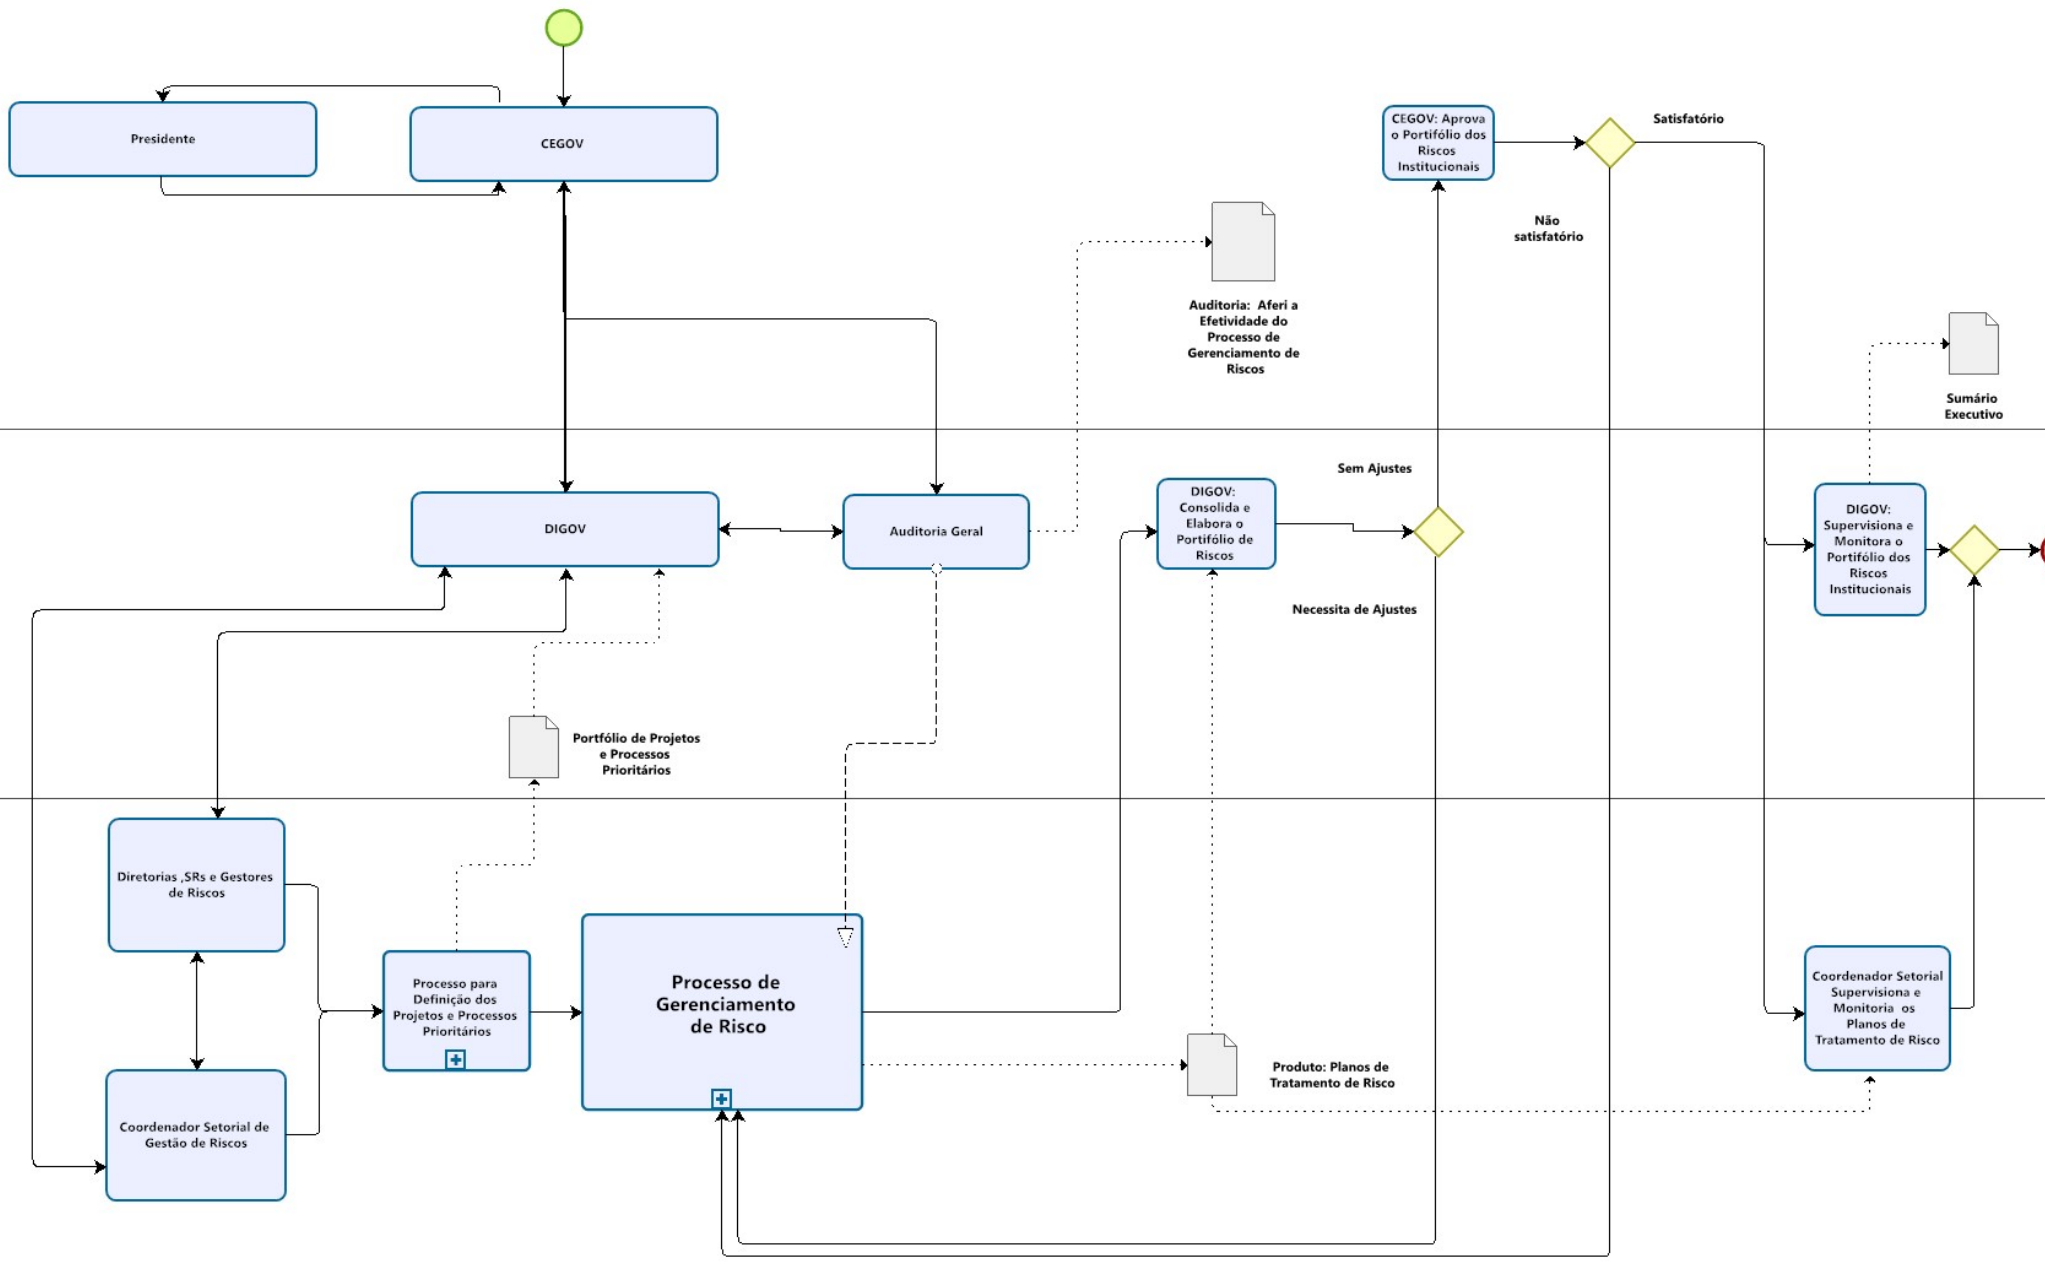 Presidente
CEGOV
CEGOV: Aprova
o Portifólio dos
Riscos
Institucionais
Satisfatório
Não
satisfatório
Auditoria:  Aferi a
Efetividade do
Processo de
Gerenciamento de
Riscos
Sumário
Executivo
DIGOV
Auditoria Geral
DIGOV:
Consolida e
Elabora o
Portifólio de
Riscos
Sem Ajustes
Necessita de Ajustes
DIGOV:
Supervisiona e
Monitora o
Portifólio dos
Riscos
Institucionais
Portfólio de Projetos
e Processos
Prioritários
Diretorias ,SRs e Gestores
de Riscos
Coordenador Setorial de
Gestão de Riscos
Processo para
Definição dos
Projetos e Processos
Prioritários
Processo de
Gerenciamento
de Risco
Produto: Planos de
Tratamento de Risco
Coordenador Setorial
Supervisiona e
Monitoria  os
Planos de
Tratamento de Risco